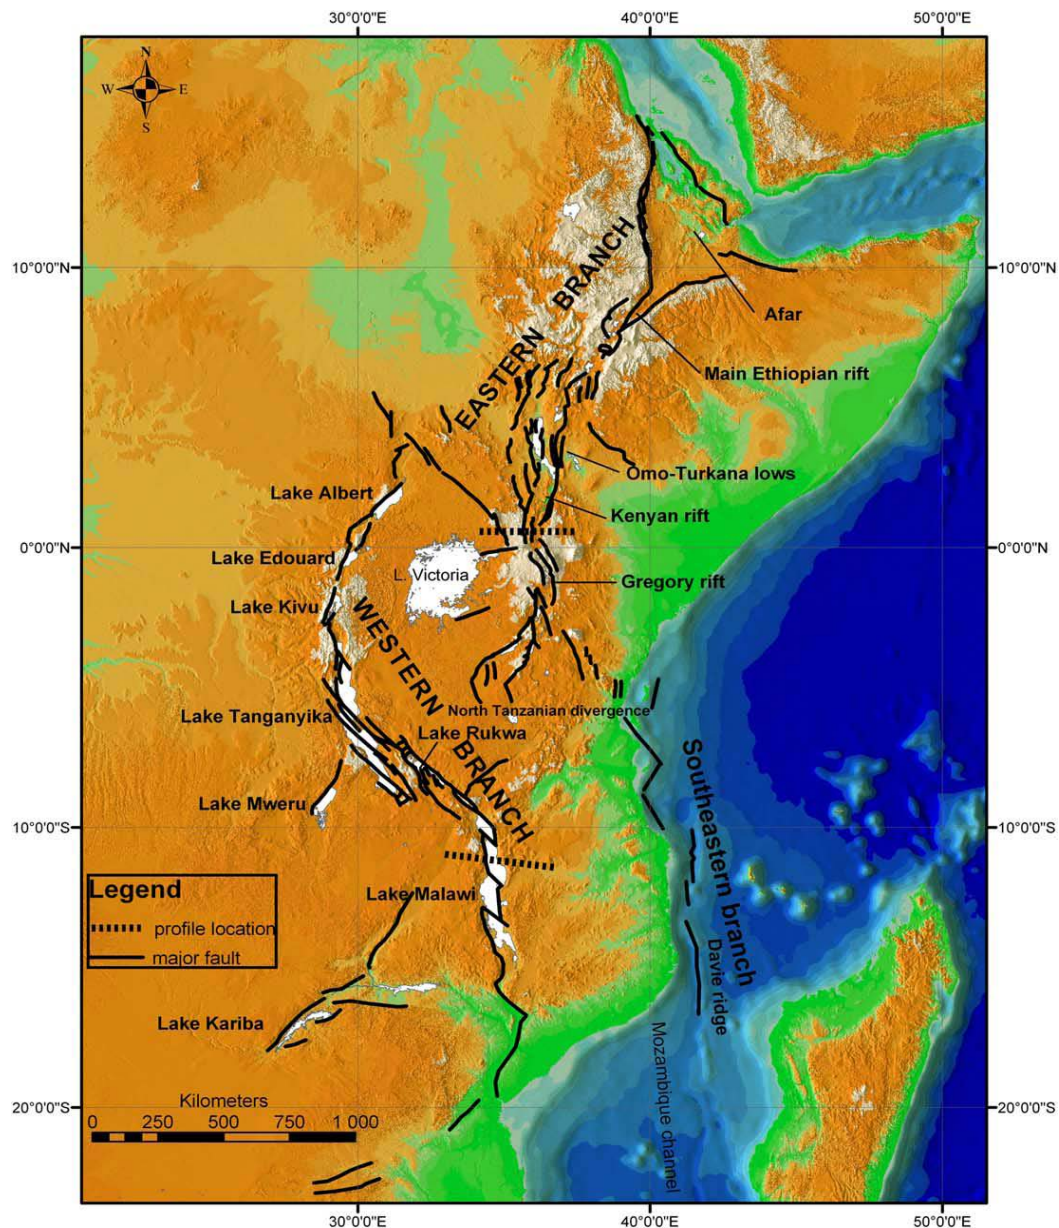 30°0'0"E
40°0'0"E
50°0'0"E
N
W
E
S
EASTERN BRANCH
10°0'0"N
10°0'0"N
Afar
Main Ethiopian rift
Omo-Turkana lows
Lake Albert
Kenyan rift
0°0'0"N
0°0'0"N
Lake Edouard
L. Victoria
Gregory rift
Lake Kivu
WESTERN BRANCH
Lake Tanganyika
North Tanzanian divergence
Lake Rukwa
Southeastern branch
Lake Mweru
10°0'0"S
10°0'0"S
Legend
profile location
major fault
Lake Malawi
Davie ridge
Lake Kariba
Mozambique channel
Kilometers
20°0'0"S
20°0'0"S
0 250 500 750 1 000
30°0'0"E
40°0'0"E
50°0'0"E